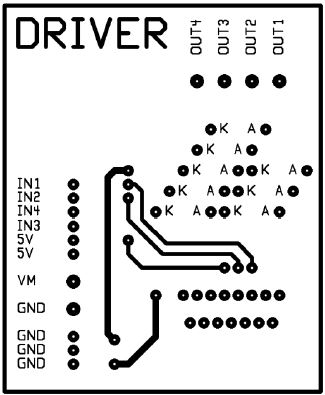 DRIVER
OUT4 OUT3 OUT2 OUT1
K A
K A
K A K A
K A K A
K K A
IN1
IN2
IN4
IN3
5V
5V
VM
GND
GND
GND
GND